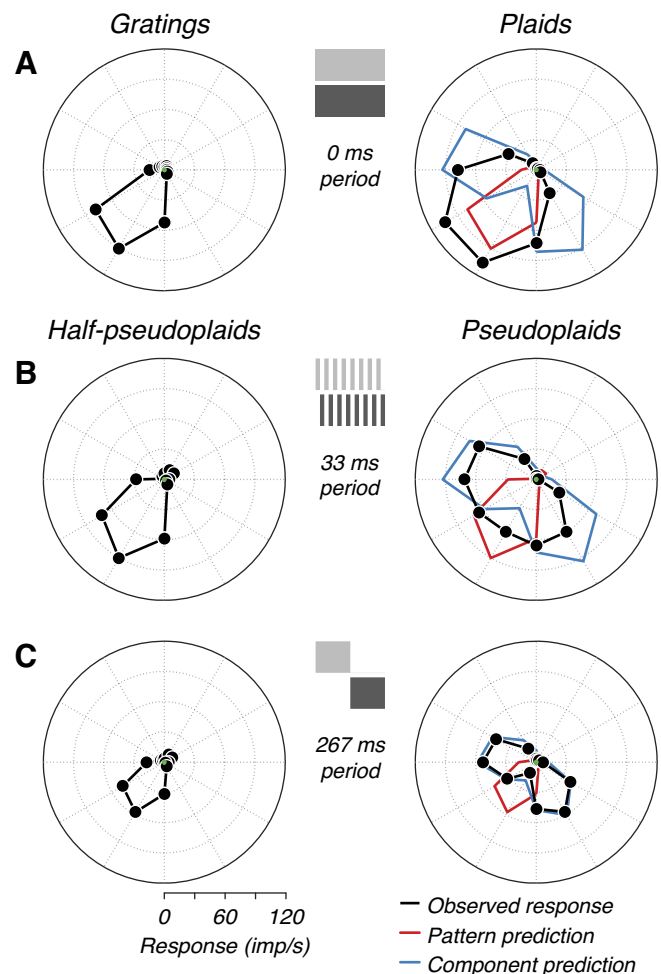 Gratings
Plaids
A
0 ms
period
Half-pseudoplaids
Pseudoplaids
B
33 ms
period
C
267 ms
period
0 60 120
Response (imp/s)
Observed response
Pattern prediction
Component prediction